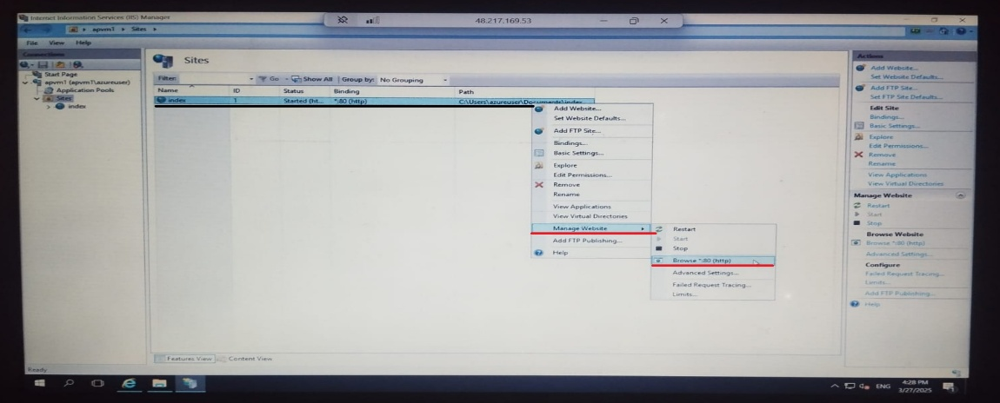 Internet Information Services (IIS) Manager
48.217.169.53
apvm1 Sites
File View Help
Connections
Start Page
apvm1 (apvm1\azureuser)
Application Pools
Sites
index
Sites
Filter: Go Show All Group by: No Grouping
Name ID Status Binding Path
index 1 Started (ht... *:80 (http) C:\Users\azureuser\Documents\index
Add Website...
Set Website Defaults...
Add FTP Site...
Bindings...
Basic Settings...
Explore
Edit Permissions...
Remove
Rename
View Applications
View Virtual Directories
Manage Website
Add FTP Publishing...
Help
Restart
Start
Stop
Browse *:80 (http)
Advanced Settings...
Failed Request Tracing...
Limits...
Actions
Add Website...
Set Website Defaults...
Add FTP Site...
Set FTP Site Defaults...
Edit Site
Bindings...
Basic Settings...
Explore
Edit Permissions...
Remove
Rename
View Applications
View Virtual Directories
Manage Website
Restart
Start
Stop
Browse Website
Browse *:80 (http)
Advanced Settings...
Configure
Failed Request Tracing...
Limits...
Add FTP Publishing...
Help
Features View Content View
Ready
ENG
4:28 PM
3/27/2025